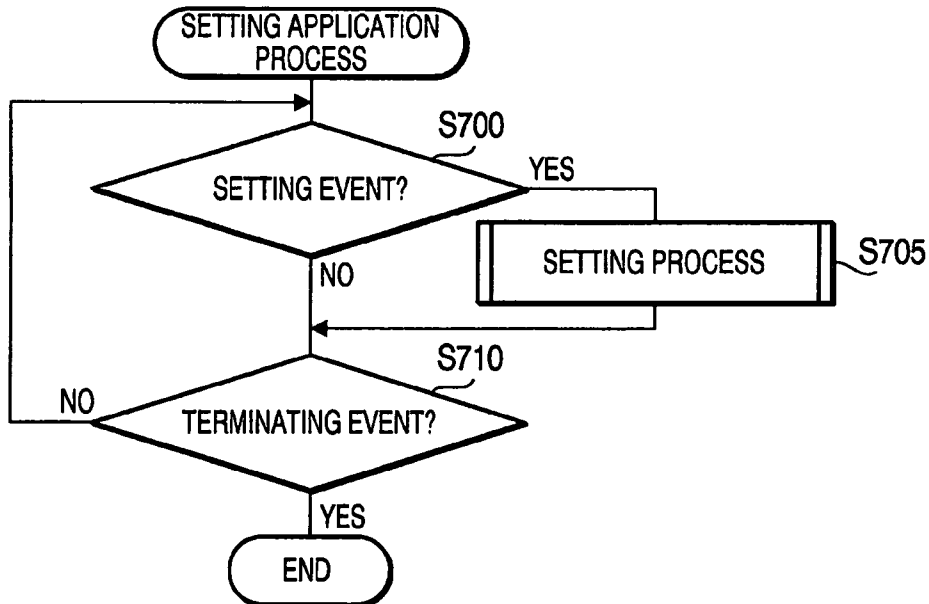 SETTING APPLICATION
PROCESS
S700
SETTING EVENT?
YES
SETTING PROCESS
S705
NO
S710
NO
TERMINATING EVENT?
YES
END